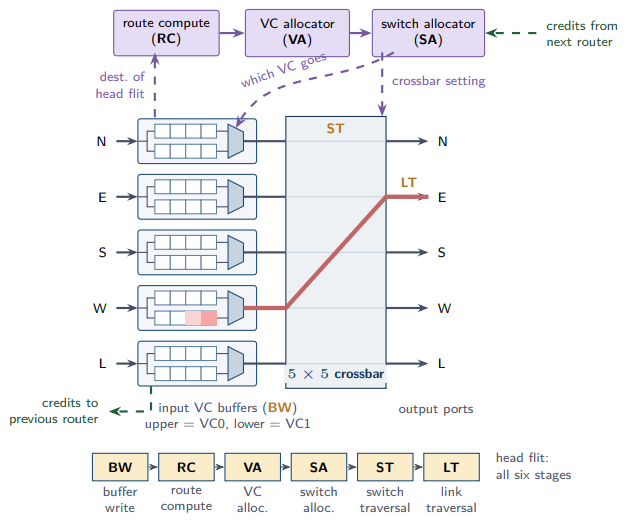 route compute
(RC)
VC allocator
(VA)
switch allocator
(SA)
credits from
next router
dest. of
head flit
which VC goes
crossbar setting
ST
N
N
LT
E
E
S
S
W
W
L
L
5 × 5 crossbar
credits to
previous router
input VC buffers (BW)
upper = VC0, lower = VC1
output ports
BW
RC
VA
SA
ST
LT
head flit:
all six stages
buffer
write
route
compute
VC
alloc.
switch
alloc.
switch
traversal
link
traversal